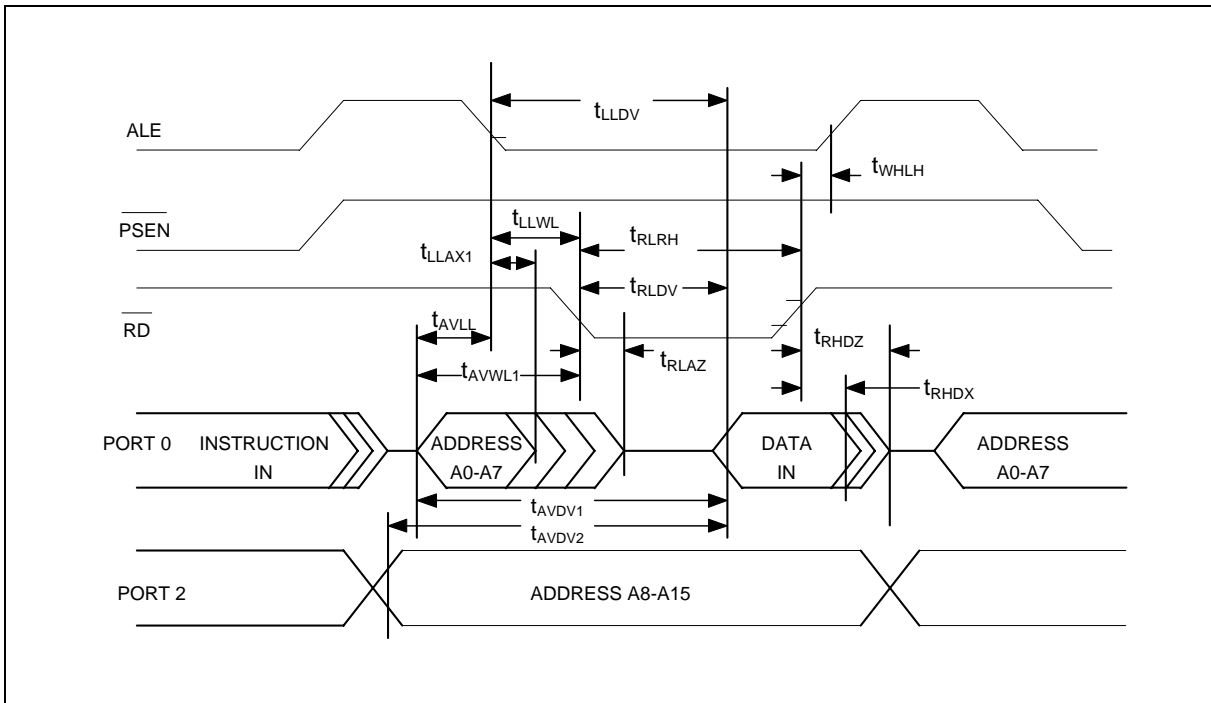 tLLDV
ALE
tWHLH
tLLWL
PSEN
tRLRH
tLLAX1
tRLDV
RD
tAVLL
tRHDZ
tRLAZ
tAVWL1
tRHDX
PORT 0
INSTRUCTION
IN
ADDRESS
A0-A7
DATA
IN
ADDRESS
A0-A7
tAVDV1
tAVDV2
PORT 2
ADDRESS A8-A15